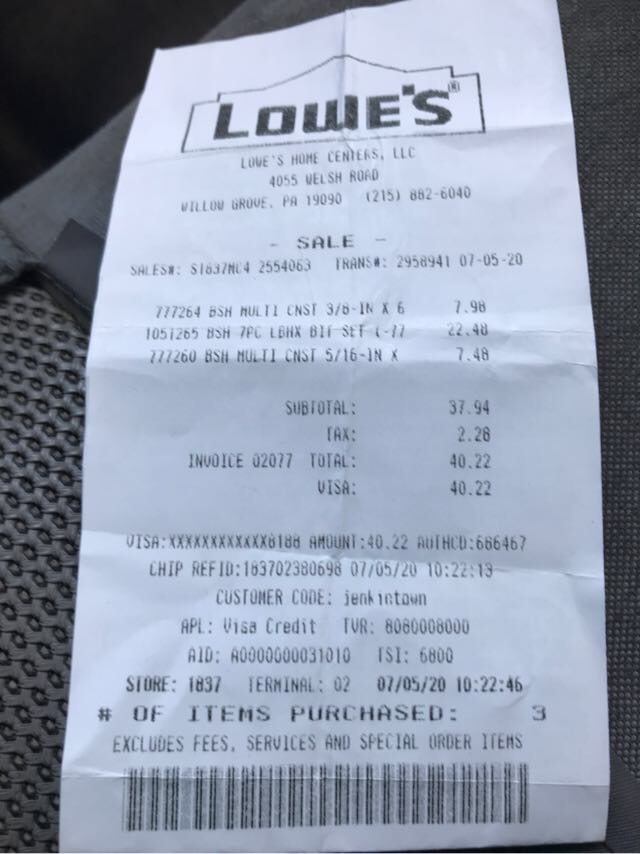 LOWE'S®
LOWE'S HOME CENTERS, LLC
4055 WELSH ROAD
WILLOW GROVE, PA 19090 (215) 882-6040
- SALE -
SALES#: S1837MC4 2554063 TRANS#: 2958941 07-05-20
777264 BSH MULTI CNST 3/8-IN X 6 7.98
1051265 BSH 7PC LBHX BIT SET (-77 22.48
777260 BSH MULTI CNST 5/16-IN X 7.48
SUBTOTAL: 37.94
TAX: 2.28
INVOICE 02077 TOTAL: 40.22
VISA: 40.22
VISA:XXXXXXXXXXXX8188 AMOUNT:40.22 AUTHCD:686467
CHIP REFID:183702380698 07/05/20 10:22:13
CUSTOMER CODE: jenkintown
APL: Visa Credit TVR: 8080008000
AID: A0000000031010 TSI: 6800
STORE: 1837 TERMINAL: 02 07/05/20 10:22:46
# OF ITEMS PURCHASED: 3
EXCLUDES FEES, SERVICES AND SPECIAL ORDER ITEMS